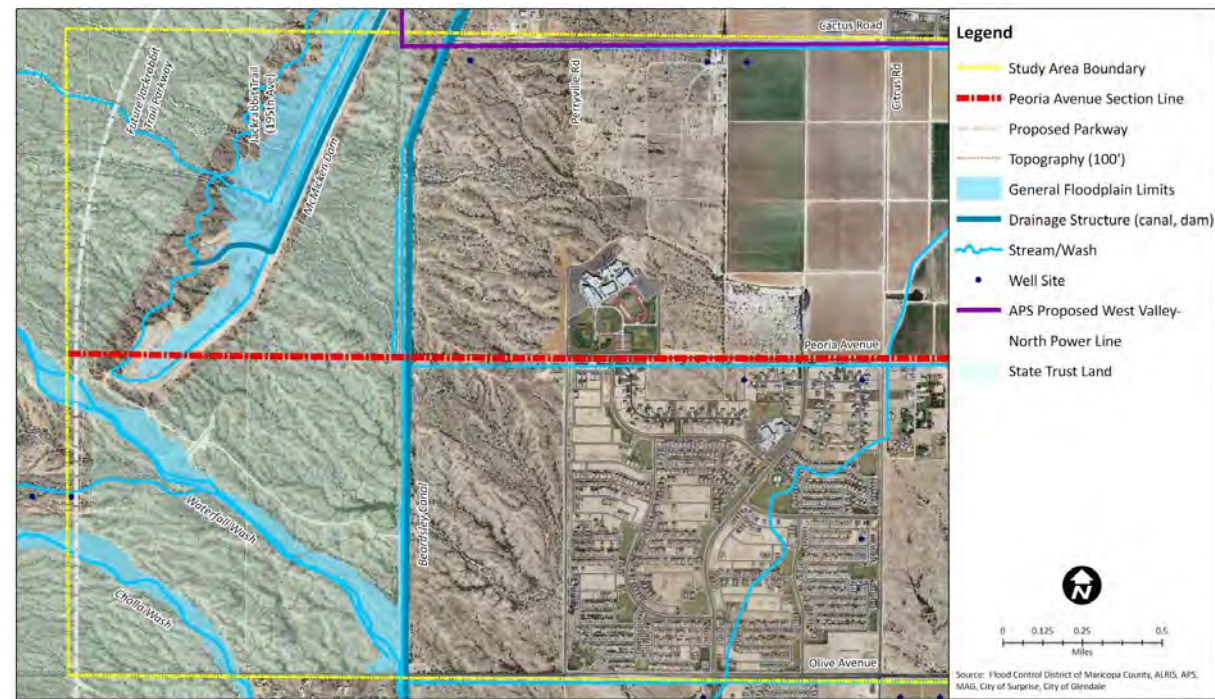 Cactus Road
Future Jackrabbit
Trail Parkway
Jackrabbit Trail
(195th Ave)
McMicken Dam
Perryville Rd
Citrus Rd
Peoria Avenue
Beardsley Canal
Waterfall Wash
Cholla Wash
Olive Avenue
Legend
Study Area Boundary
Peoria Avenue Section Line
Proposed Parkway
Topography (100')
General Floodplain Limits
Drainage Structure (canal, dam)
Stream/Wash
Well Site
APS Proposed West Valley-
North Power Line
State Trust Land
N
0 0.125 0.25 0.5
Miles
Source: Flood Control District of Maricopa County, ALRIS, APS,
MAG, City of Surprise, City of Glendale